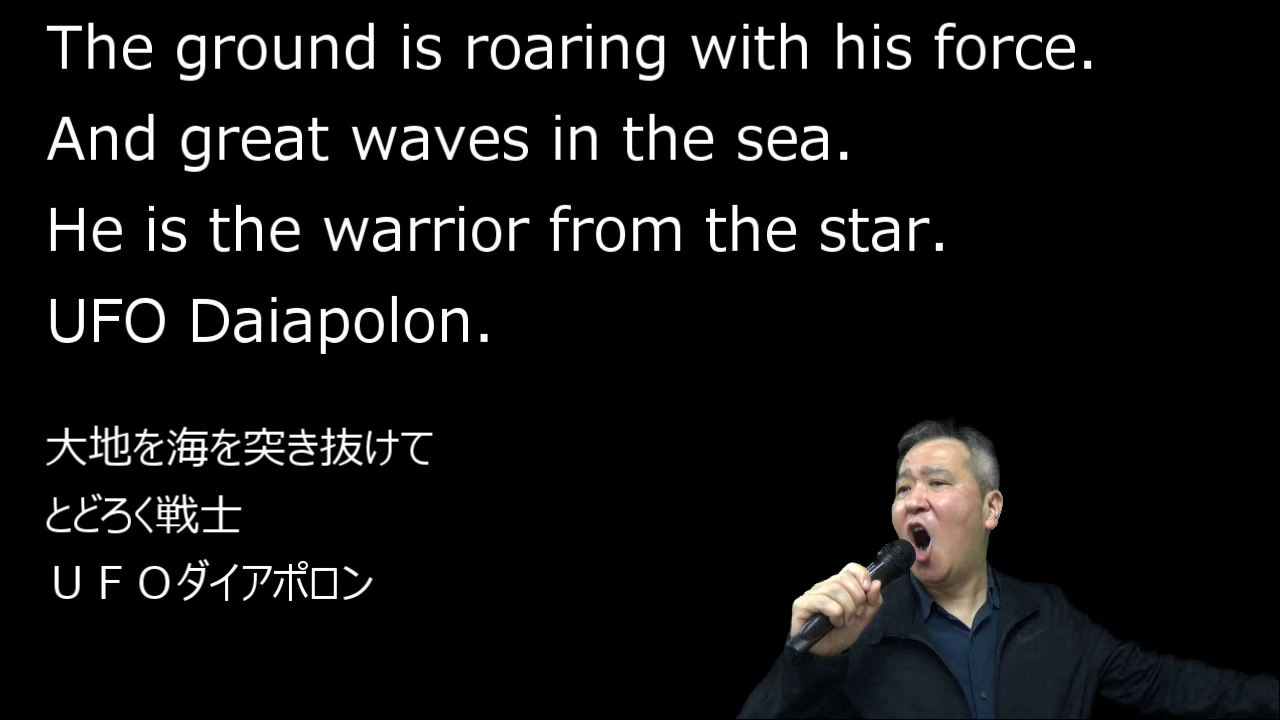 The ground is roaring with his force.
And great waves in the sea.
He is the warrior from the star.
UFO Daiapolon.
大地を海を突き抜けて
とどろく戦士
ＵＦＯダイアポロン